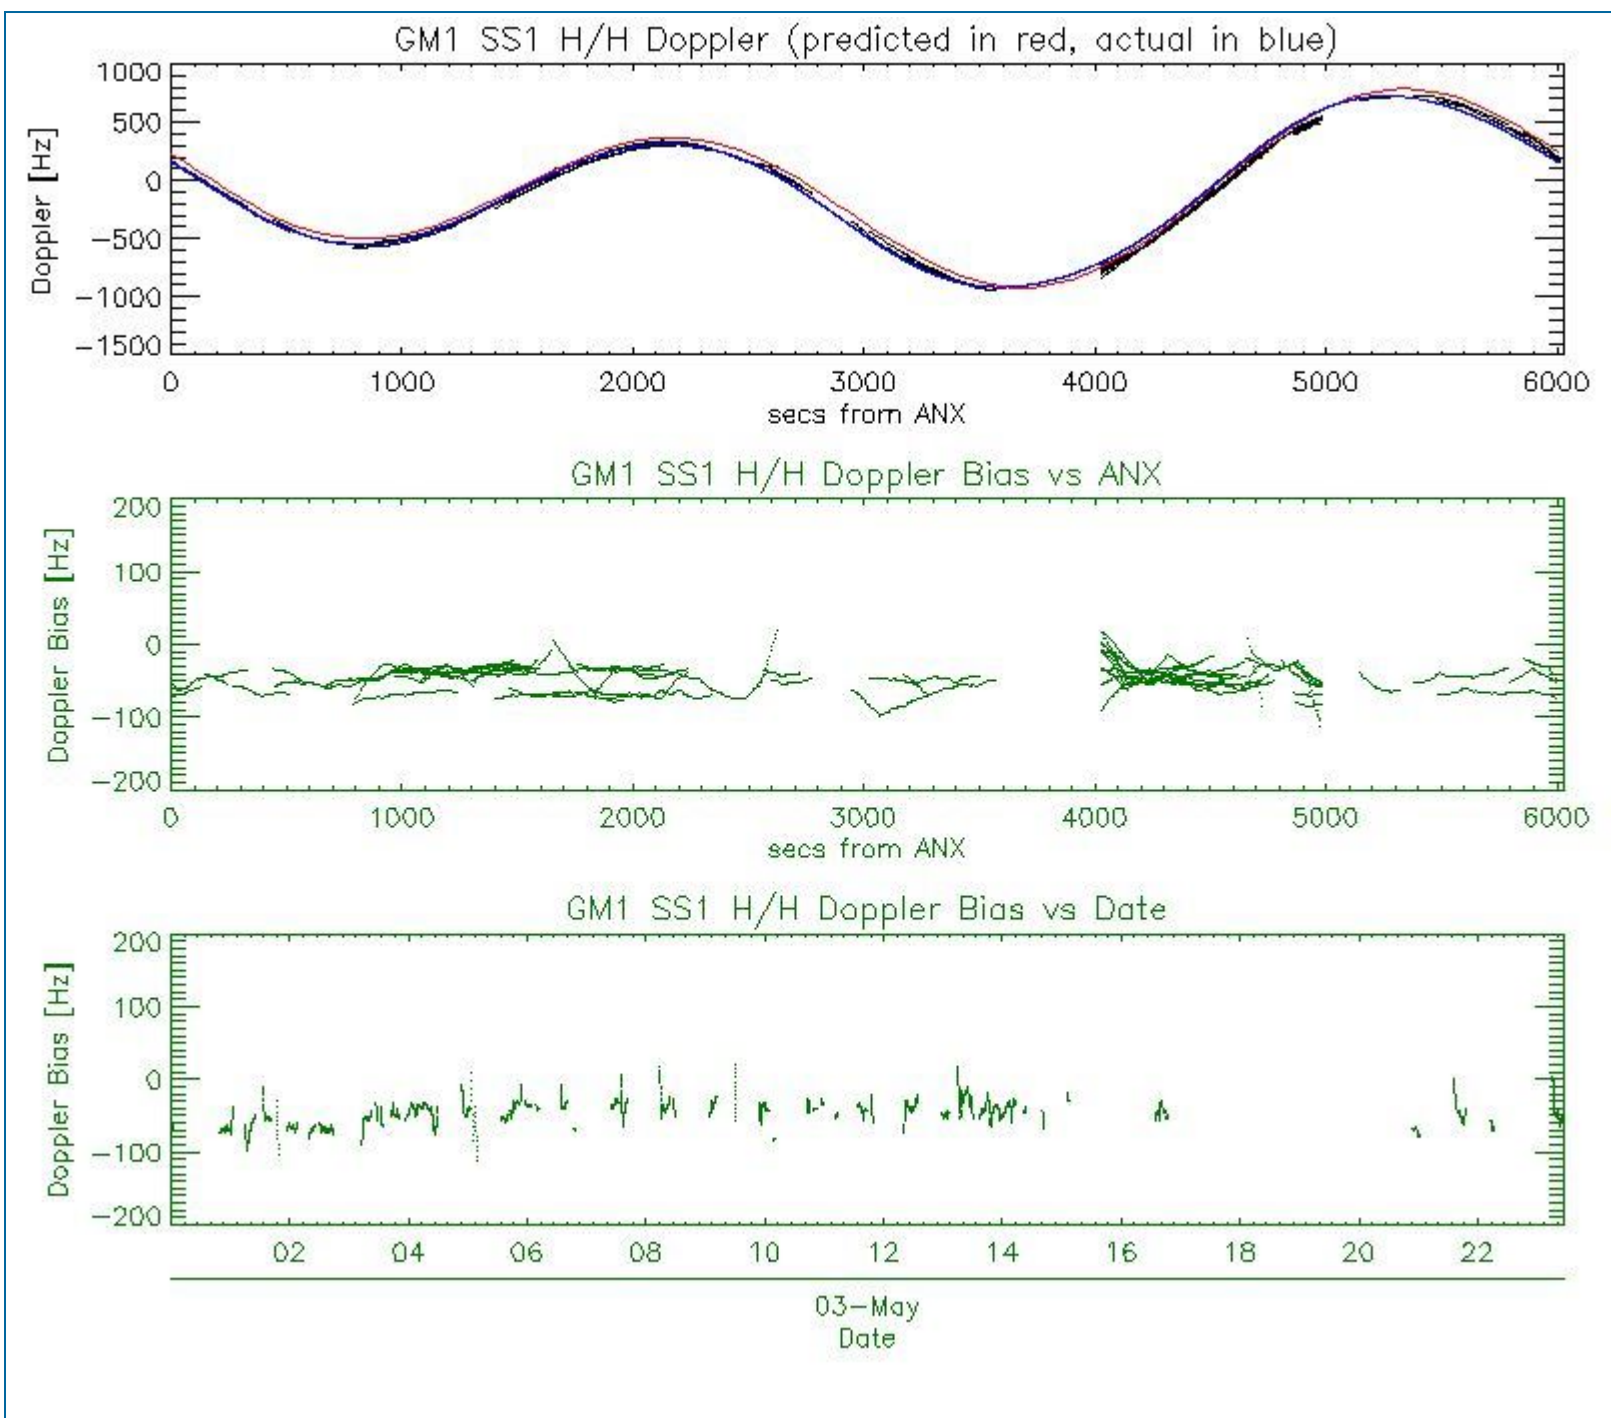 GM1 SS1 H/H Doppler (predicted in red, actual in blue)
1000
500
0
-500
-1000
-1500
Doppler [Hz]
0 1000 2000 3000 4000 5000 6000
secs from ANX
GM1 SS1 H/H Doppler Bias vs ANX
200
100
0
-100
-200
Doppler Bias [Hz]
0 1000 2000 3000 4000 5000 6000
secs from ANX
GM1 SS1 H/H Doppler Bias vs Date
200
100
0
-100
-200
Doppler Bias [Hz]
02 04 06 08 10 12 14 16 18 20 22
03-May
Date